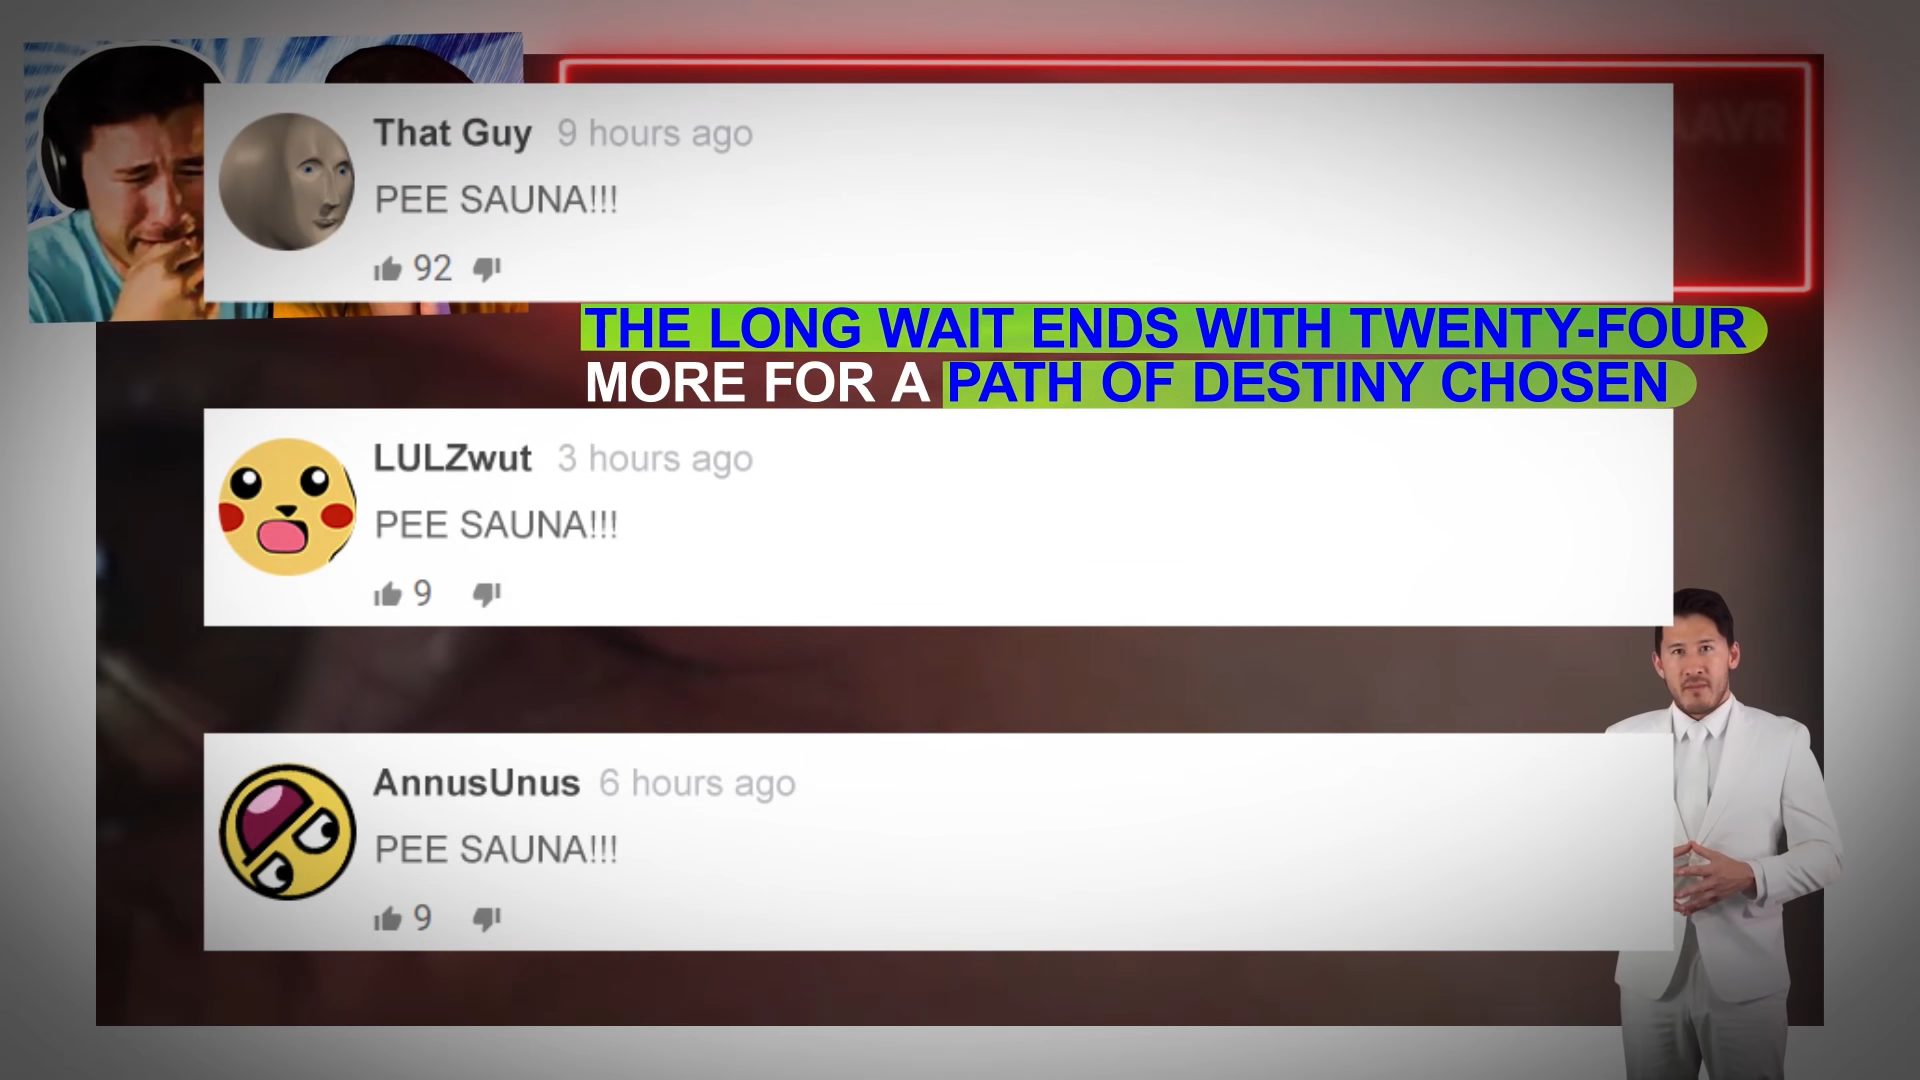 That Guy 9 hours ago
PEE SAUNA!!!
92
THE LONG WAIT ENDS WITH TWENTY-FOUR
MORE FOR A PATH OF DESTINY CHOSEN
LULZwut 3 hours ago
PEE SAUNA!!!
9
AnnusUnus 6 hours ago
PEE SAUNA!!!
9